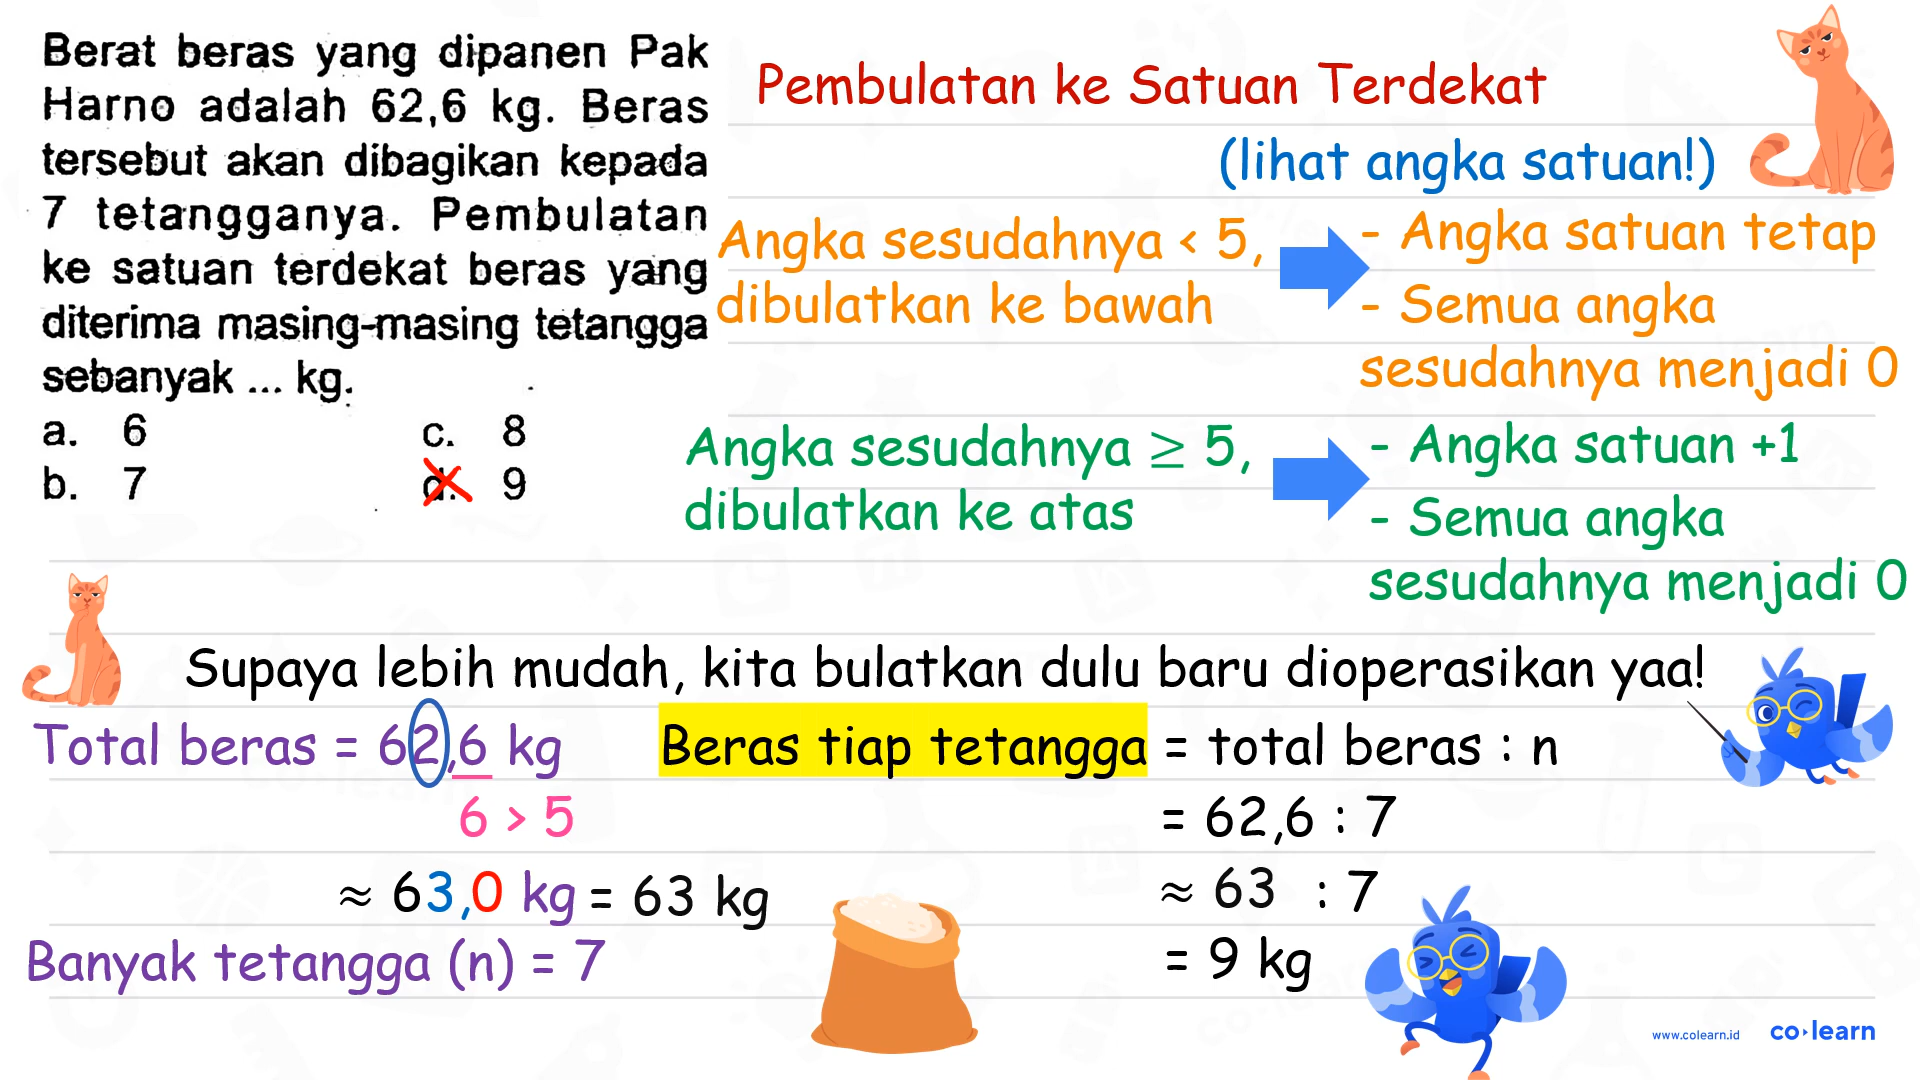 Berat beras yang dipanen Pak
Harno adalah 62,6 kg. Beras
tersebut akan dibagikan kepada
7 tetangganya. Pembulatan
ke satuan terdekat beras yang
diterima masing-masing tetangga
sebanyak ... kg.
a. 6
c. 8
b. 7
d. 9
Pembulatan ke Satuan Terdekat
(lihat angka satuan!)
Angka sesudahnya < 5,
dibulatkan ke bawah
- Angka satuan tetap
- Semua angka
sesudahnya menjadi 0
Angka sesudahnya ≥ 5,
dibulatkan ke atas
- Angka satuan +1
- Semua angka
sesudahnya menjadi 0
Supaya lebih mudah, kita bulatkan dulu baru dioperasikan yaa!
Total beras = 62,6 kg
6 > 5
≈ 63,0 kg = 63 kg
Banyak tetangga (n) = 7
Beras tiap tetangga = total beras : n
= 62,6 : 7
≈ 63 : 7
= 9 kg
www.colearn.id
co·learn